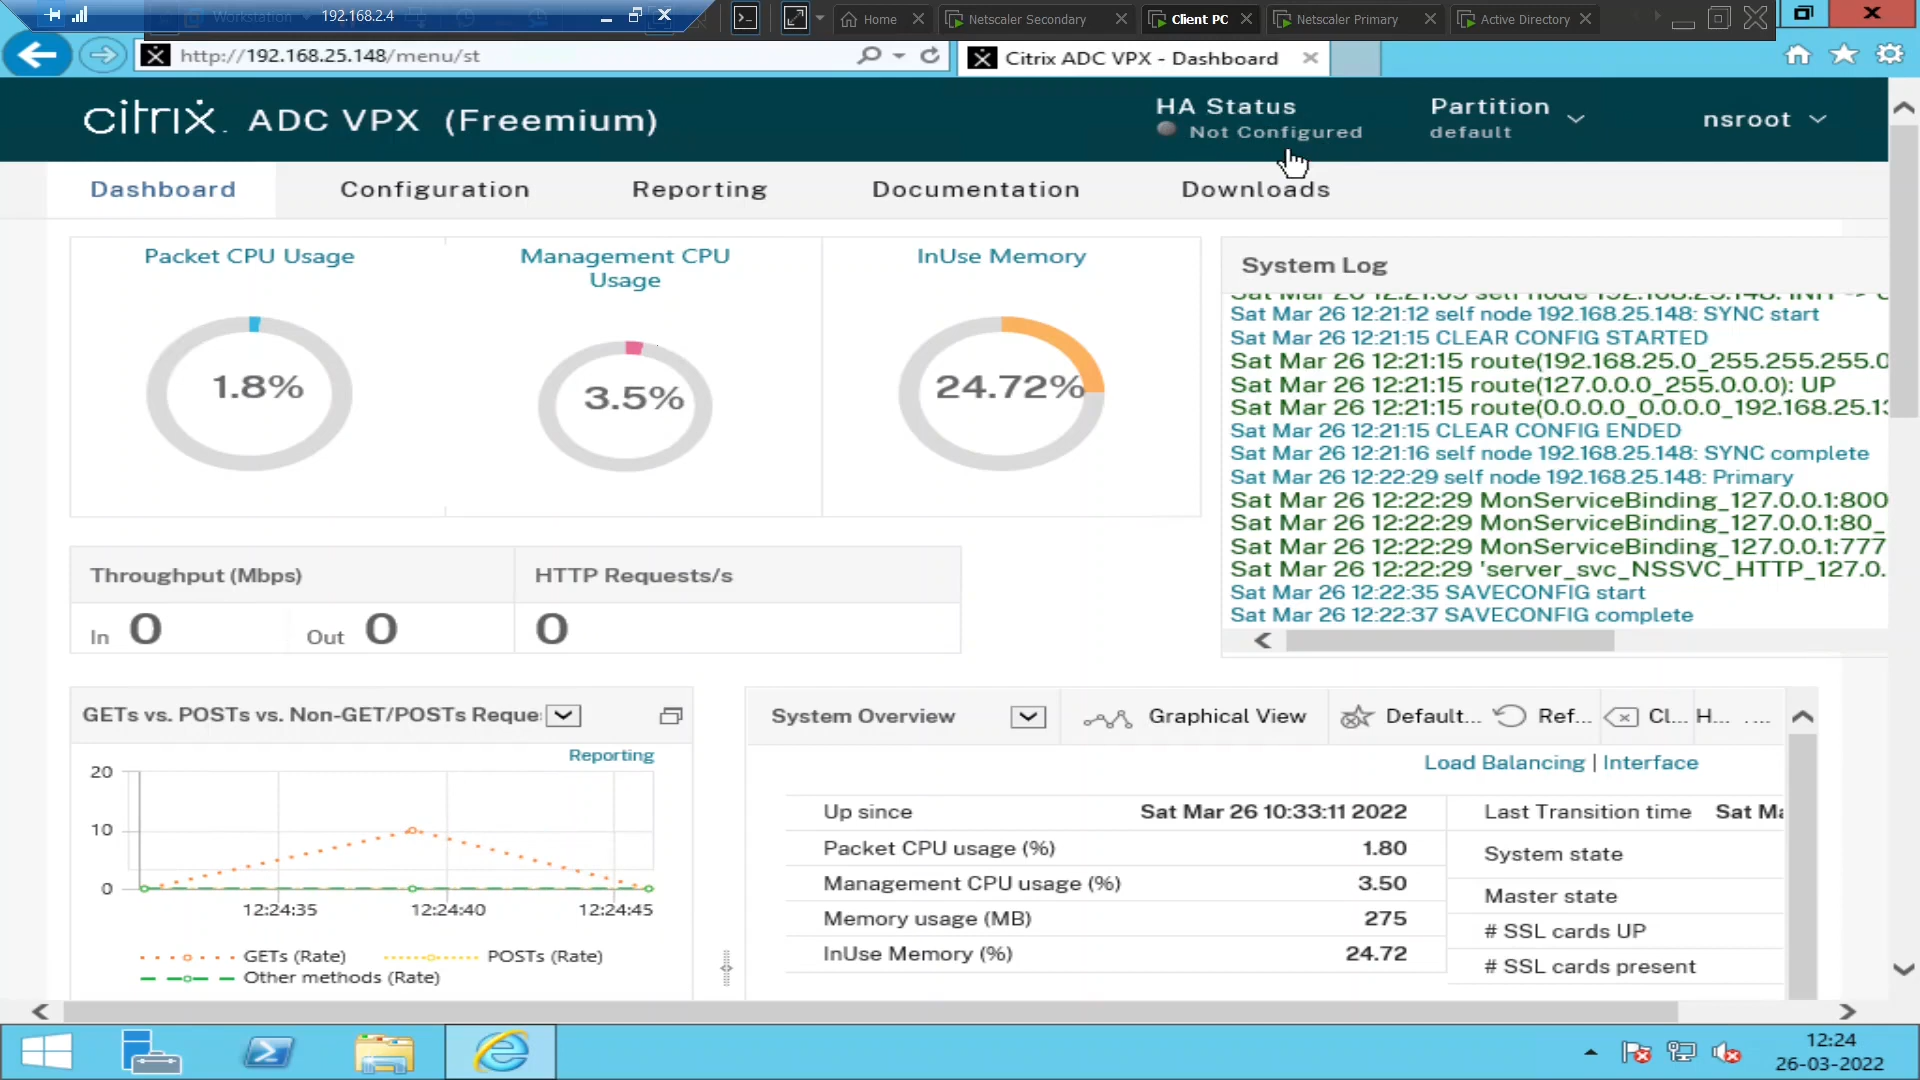 Workstation
192.168.2.4
Home
Netscaler Secondary
Client PC
Netscaler Primary
Active Directory
http://192.168.25.148/menu/st
Citrix ADC VPX - Dashboard
citrix. ADC VPX (Freemium)
HA Status
Not Configured
Partition
default
nsroot
Dashboard
Configuration
Reporting
Documentation
Downloads
Packet CPU Usage
1.8%
Management CPU
Usage
3.5%
InUse Memory
24.72%
System Log
Sat Mar 26 12:21:09 self node 192.168.25.148: INIT ->
Sat Mar 26 12:21:12 self node 192.168.25.148: SYNC start
Sat Mar 26 12:21:15 CLEAR CONFIG STARTED
Sat Mar 26 12:21:15 route(192.168.25.0_255.255.255.0
Sat Mar 26 12:21:15 route(127.0.0.0_255.0.0.0): UP
Sat Mar 26 12:21:15 route(0.0.0.0_0.0.0.0_192.168.25.1
Sat Mar 26 12:21:15 CLEAR CONFIG ENDED
Sat Mar 26 12:21:16 self node 192.168.25.148: SYNC complete
Sat Mar 26 12:22:29 self node 192.168.25.148: Primary
Sat Mar 26 12:22:29 MonServiceBinding_127.0.0.1:800
Sat Mar 26 12:22:29 MonServiceBinding_127.0.0.1:80_
Sat Mar 26 12:22:29 MonServiceBinding_127.0.0.1:777
Sat Mar 26 12:22:29 'server_svc_NSSVC_HTTP_127.0.
Sat Mar 26 12:22:35 SAVECONFIG start
Sat Mar 26 12:22:37 SAVECONFIG complete
Throughput (Mbps)
HTTP Requests/s
In 0
Out 0
0
GETs vs. POSTs vs. Non-GET/POSTs Reque
Reporting
20
10
0
12:24:35
12:24:40
12:24:45
GETs (Rate)
POSTs (Rate)
Other methods (Rate)
System Overview
Graphical View
Default...
Ref...
Cl...
H...
...
Load Balancing | Interface
Up since Sat Mar 26 10:33:11 2022
Packet CPU usage (%) 1.80
Management CPU usage (%) 3.50
Memory usage (MB) 275
InUse Memory (%) 24.72
Last Transition time Sat Ma
System state
Master state
# SSL cards UP
# SSL cards present
12:24
26-03-2022